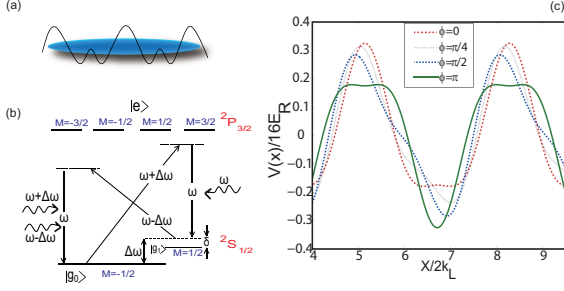 (a)
(b)
|e>
M=-3/2 M=-1/2 M=1/2 M=3/2 ²P₃/₂
ω+Δω
ω
ω-Δω
ω
ω+Δω
ω-Δω
ω
ω
Δω
|g₁>
δ
²S₁/₂
M=1/2
|g₀>
M=-1/2
(c)
ϕ=0
ϕ=π/4
ϕ=π/2
ϕ=π
V(x)/16E_R
0.4
0.3
0.2
0.1
0
−0.1
−0.2
−0.3
−0.4
4 5 6 7 8 9
X/2k_L